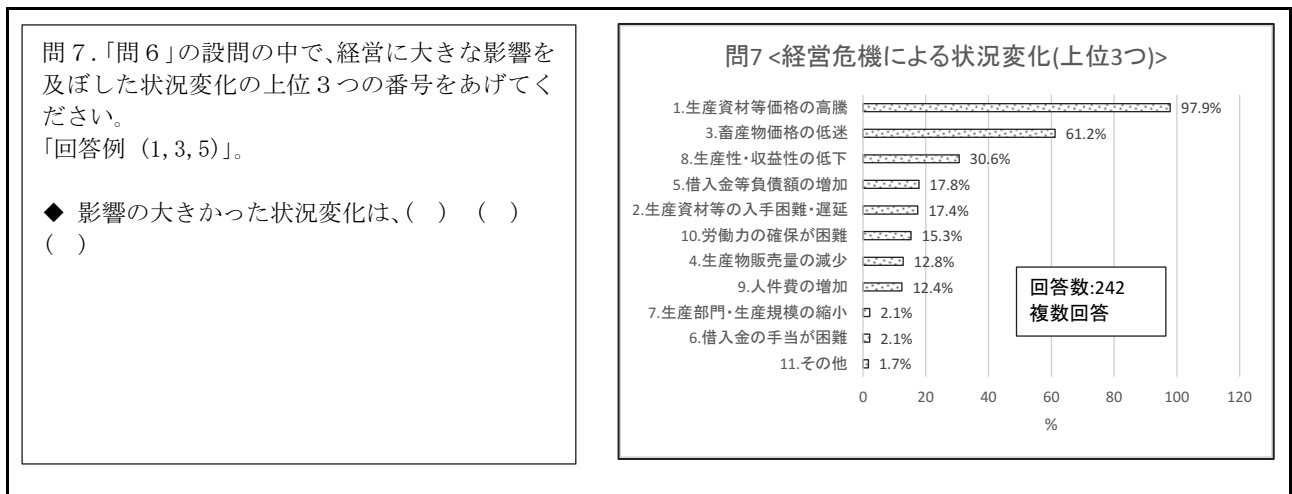 問７.「問６」の設問の中で、経営に大きな影響を
及ぼした状況変化の上位３つの番号をあげてく
ださい。
「回答例 (1,3,5)」。
◆ 影響の大きかった状況変化は、(　) (　)
(　)
問7 <経営危機による状況変化(上位3つ)>
1.生産資材等価格の高騰 97.9%
3.畜産物価格の低迷 61.2%
8.生産性・収益性の低下 30.6%
5.借入金等負債額の増加 17.8%
2.生産資材等の入手困難・遅延 17.4%
10.労働力の確保が困難 15.3%
4.生産物販売量の減少 12.8%
9.人件費の増加 12.4%
7.生産部門・生産規模の縮小 2.1%
6.借入金の手当が困難 2.1%
11.その他 1.7%
回答数:242
複数回答
0 20 40 60 80 100 120
%